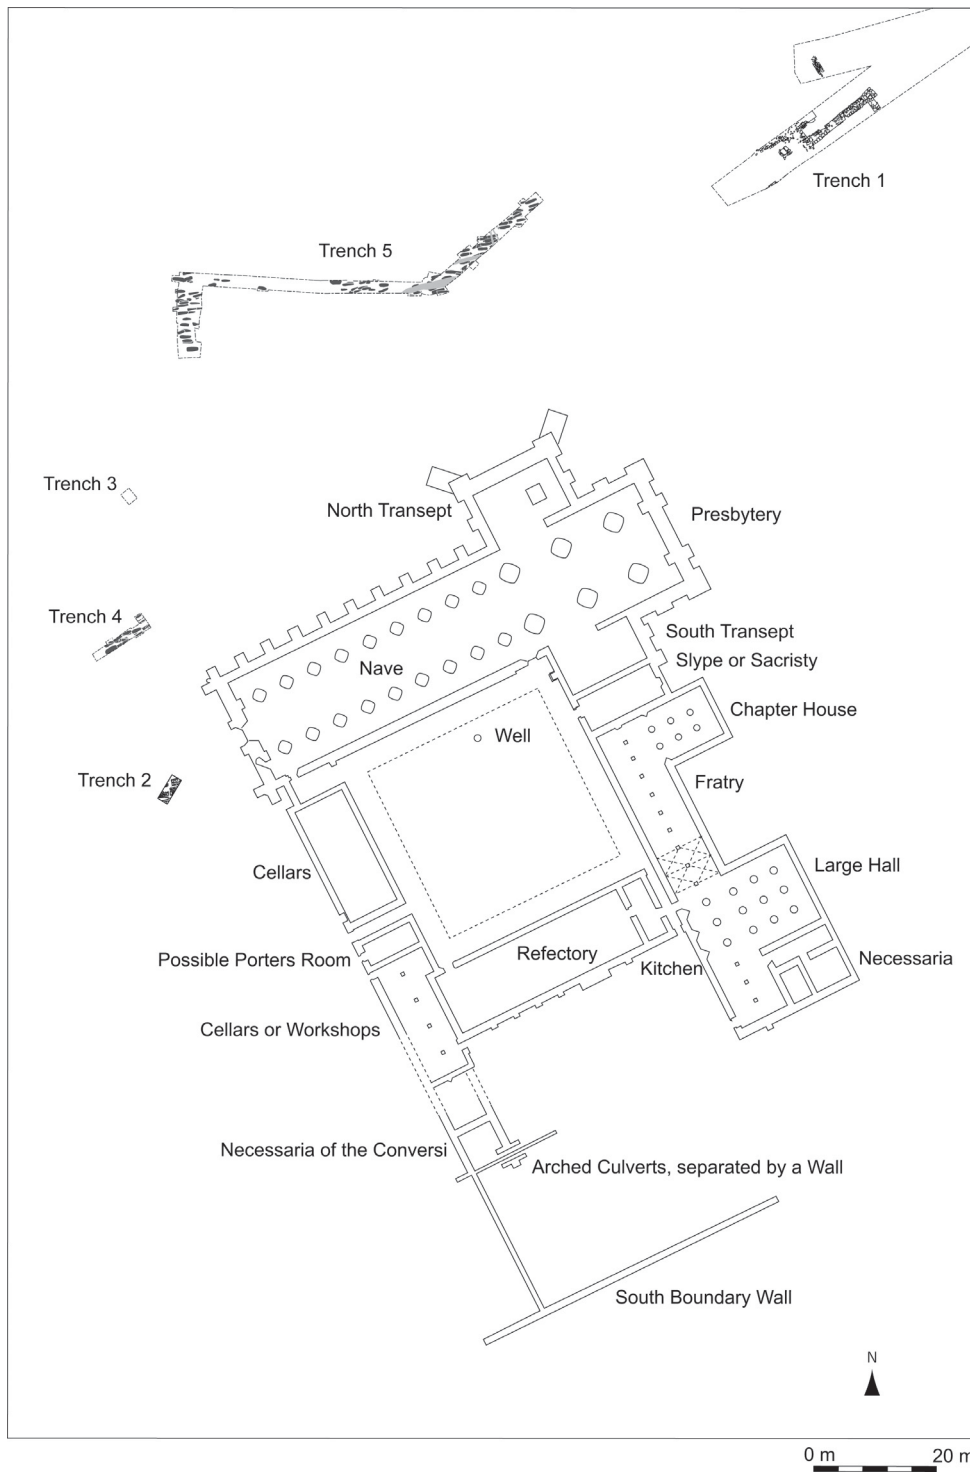 Trench 1
Trench 5
Trench 3
North Transept
Presbytery
Trench 4
South Transept
Nave
Slype or Sacristy
Chapter House
Well
Trench 2
Fratry
Cellars
Large Hall
Refectory
Possible Porters Room
Kitchen
Necessaria
Cellars or Workshops
Necessaria of the Conversi
Arched Culverts, separated by a Wall
South Boundary Wall
N
0 m
20 m